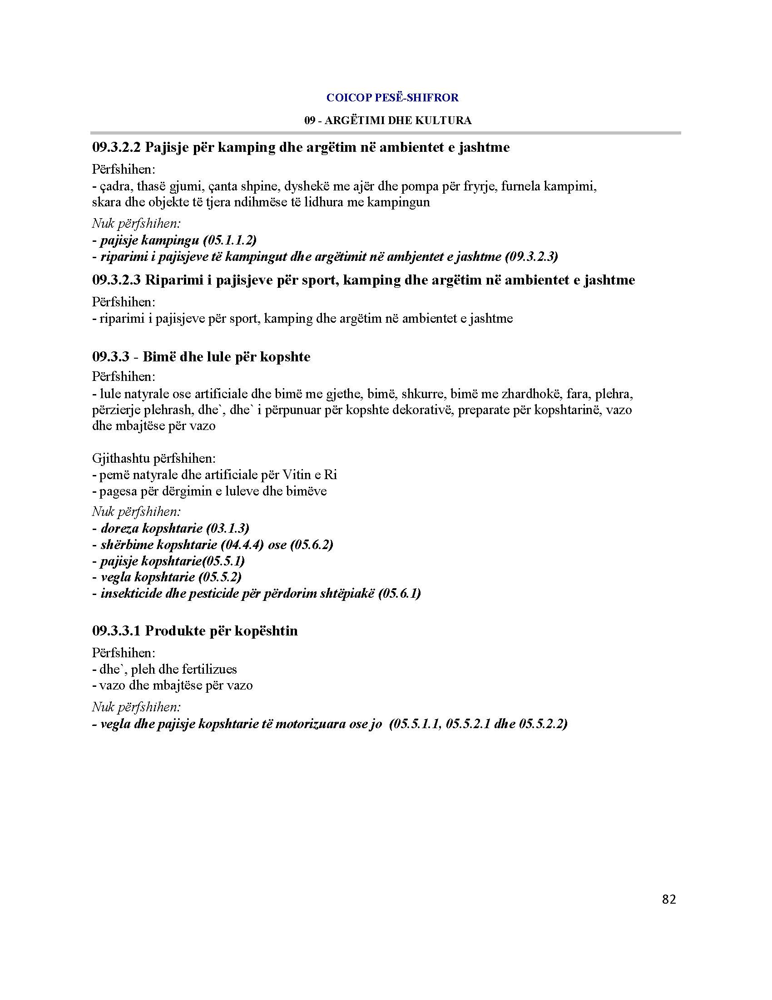 COICOP PESË-SHIFROR
09 - ARGËTIMI DHE KULTURA
09.3.2.2 Pajisje për kamping dhe argëtim në ambientet e jashtme
Përfshihen:
- çadra, thasë gjumi, çanta shpine, dyshekë me ajër dhe pompa për fryrje, furnela kampimi,
skara dhe objekte të tjera ndihmëse të lidhura me kampingun
Nuk përfshihen:
- pajisje kampingu (05.1.1.2)
- riparimi i pajisjeve të kampingut dhe argëtimit në ambjentet e jashtme (09.3.2.3)
09.3.2.3 Riparimi i pajisjeve për sport, kamping dhe argëtim në ambientet e jashtme
Përfshihen:
- riparimi i pajisjeve për sport, kamping dhe argëtim në ambientet e jashtme
09.3.3 - Bimë dhe lule për kopshte
Përfshihen:
- lule natyrale ose artificiale dhe bimë me gjethe, bimë, shkurre, bimë me zhardhokë, fara, plehra,
përzierje plehrash, dhe`, dhe` i përpunuar për kopshte dekorativë, preparate për kopshtarinë, vazo
dhe mbajtëse për vazo
Gjithashtu përfshihen:
- pemë natyrale dhe artificiale për Vitin e Ri
- pagesa për dërgimin e luleve dhe bimëve
Nuk përfshihen:
- doreza kopshtarie (03.1.3)
- shërbime kopshtarie (04.4.4) ose (05.6.2)
- pajisje kopshtarie(05.5.1)
- vegla kopshtarie (05.5.2)
- insekticide dhe pesticide për përdorim shtëpiakë (05.6.1)
09.3.3.1 Produkte për kopështin
Përfshihen:
- dhe`, pleh dhe fertilizues
- vazo dhe mbajtëse për vazo
Nuk përfshihen:
- vegla dhe pajisje kopshtarie të motorizuara ose jo  (05.5.1.1, 05.5.2.1 dhe 05.5.2.2)
82